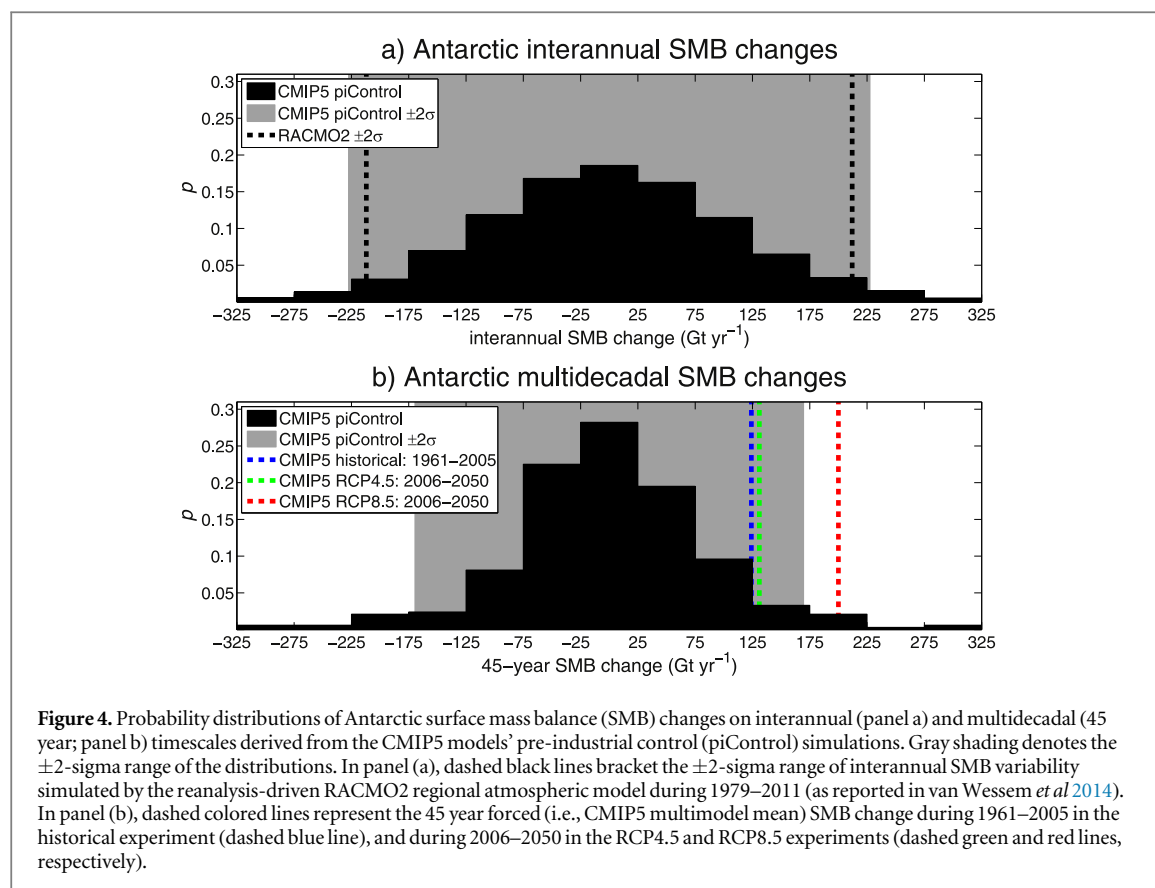 a) Antarctic interannual SMB changes
0.3
0.25
0.2
0.15
0.1
0.05
p
CMIP5 piControl
CMIP5 piControl ±2σ
RACMO2 ±2σ
−325 −275 −225 −175 −125 −75 −25 25 75 125 175 225 275 325
interannual SMB change (Gt yr⁻¹)
b) Antarctic multidecadal SMB changes
0.3
0.25
0.2
0.15
0.1
0.05
p
CMIP5 piControl
CMIP5 piControl ±2σ
CMIP5 historical: 1961–2005
CMIP5 RCP4.5: 2006–2050
CMIP5 RCP8.5: 2006–2050
−325 −275 −225 −175 −125 −75 −25 25 75 125 175 225 275 325
45-year SMB change (Gt yr⁻¹)
Figure 4. Probability distributions of Antarctic surface mass balance (SMB) changes on interannual (panel a) and multidecadal (45
year; panel b) timescales derived from the CMIP5 models' pre-industrial control (piControl) simulations. Gray shading denotes the
±2-sigma range of the distributions. In panel (a), dashed black lines bracket the ±2-sigma range of interannual SMB variability
simulated by the reanalysis-driven RACMO2 regional atmospheric model during 1979–2011 (as reported in van Wessem et al 2014).
In panel (b), dashed colored lines represent the 45 year forced (i.e., CMIP5 multimodel mean) SMB change during 1961–2005 in the
historical experiment (dashed blue line), and during 2006–2050 in the RCP4.5 and RCP8.5 experiments (dashed green and red lines,
respectively).